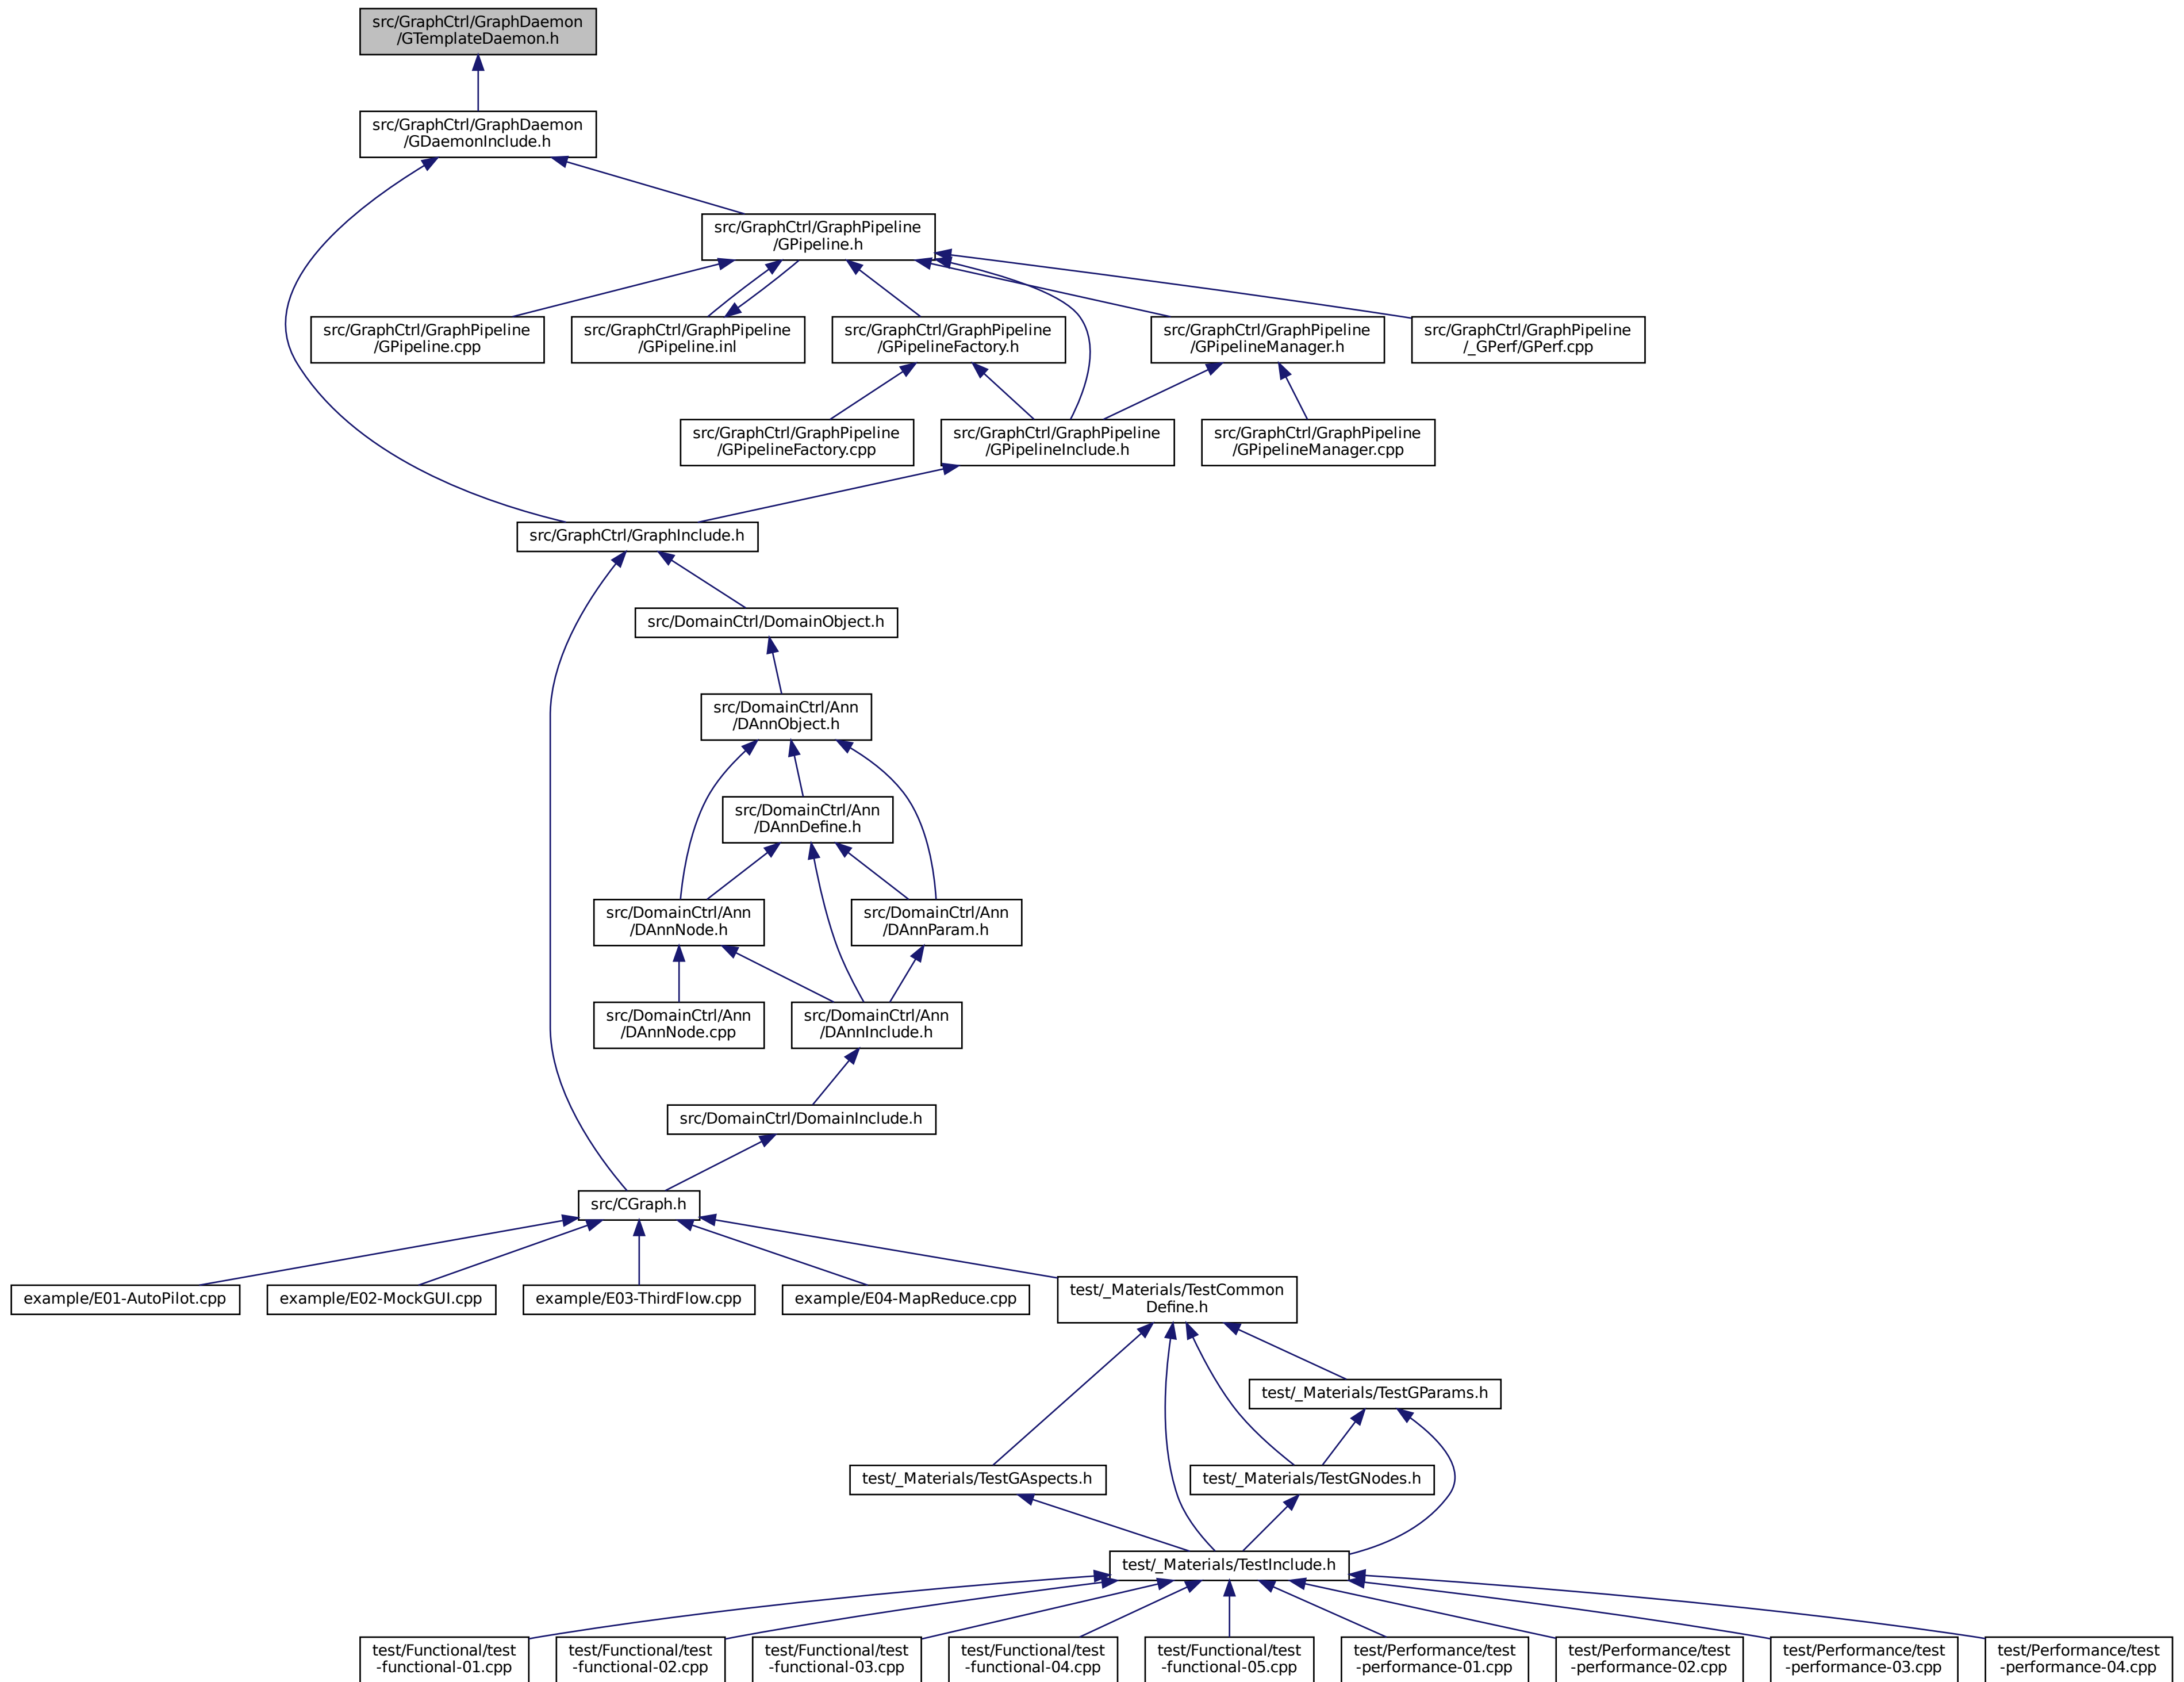 src/GraphCtrl/GraphDaemon
/GTemplateDaemon.h
src/GraphCtrl/GraphDaemon
/GDaemonInclude.h
src/GraphCtrl/GraphPipeline
/GPipeline.h
src/GraphCtrl/GraphPipeline
/GPipeline.cpp
src/GraphCtrl/GraphPipeline
/GPipeline.inl
src/GraphCtrl/GraphPipeline
/GPipelineFactory.h
src/GraphCtrl/GraphPipeline
/GPipelineManager.h
src/GraphCtrl/GraphPipeline
/_GPerf/GPerf.cpp
src/GraphCtrl/GraphPipeline
/GPipelineFactory.cpp
src/GraphCtrl/GraphPipeline
/GPipelineInclude.h
src/GraphCtrl/GraphPipeline
/GPipelineManager.cpp
src/GraphCtrl/GraphInclude.h
src/DomainCtrl/DomainObject.h
src/DomainCtrl/Ann
/DAnnObject.h
src/DomainCtrl/Ann
/DAnnDefine.h
src/DomainCtrl/Ann
/DAnnNode.h
src/DomainCtrl/Ann
/DAnnParam.h
src/DomainCtrl/Ann
/DAnnNode.cpp
src/DomainCtrl/Ann
/DAnnInclude.h
src/DomainCtrl/DomainInclude.h
src/CGraph.h
example/E01-AutoPilot.cpp
example/E02-MockGUI.cpp
example/E03-ThirdFlow.cpp
example/E04-MapReduce.cpp
test/_Materials/TestCommon
Define.h
test/_Materials/TestGParams.h
test/_Materials/TestGAspects.h
test/_Materials/TestGNodes.h
test/_Materials/TestInclude.h
test/Functional/test
-functional-01.cpp
test/Functional/test
-functional-02.cpp
test/Functional/test
-functional-03.cpp
test/Functional/test
-functional-04.cpp
test/Functional/test
-functional-05.cpp
test/Performance/test
-performance-01.cpp
test/Performance/test
-performance-02.cpp
test/Performance/test
-performance-03.cpp
test/Performance/test
-performance-04.cpp